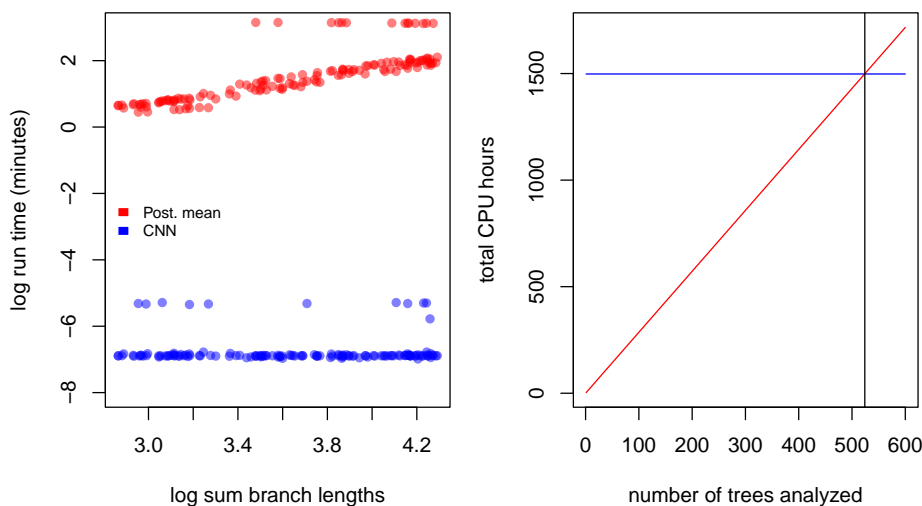 log run time (minutes)
2
0
−2
−4
−6
−8
Post. mean
CNN
3.0 3.4 3.8 4.2
log sum branch lengths
total CPU hours
1500
1000
500
0
0 100 200 300 400 500 600
number of trees analyzed